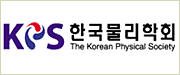 KPS 한국물리학회
The Korean Physical Society